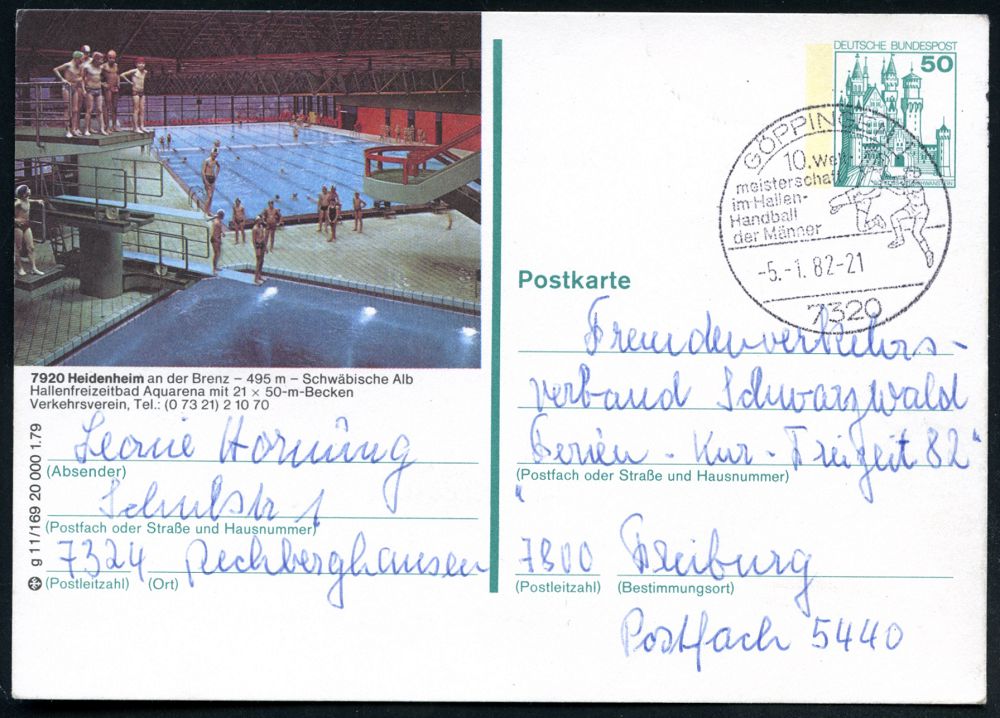 7920 Heidenheim an der Brenz – 495 m – Schwäbische Alb
Hallenfreizeitbad Aquarena mit 21 × 50-m-Becken
Verkehrsverein, Tel.: (0 73 21) 2 10 70
g 11/169 20 000 1.79
Leonie Hornung
(Absender)
Schulstr 1
(Postfach oder Straße und Hausnummer)
7324 Rechberghausen
(Postleitzahl) (Ort)
DEUTSCHE BUNDESPOST
50
GÖPPINGEN
10. Welt-
meisterschaft
im Hallen-
Handball
der Männer
-5.-1.82-21
7320
Postkarte
Fremdenverkehrs-
verband Schwarzwald
Ferien - Kur - Freizeit 82"
(Postfach oder Straße und Hausnummer)
7800 Freiburg
(Postleitzahl) (Bestimmungsort)
Postfach 5440